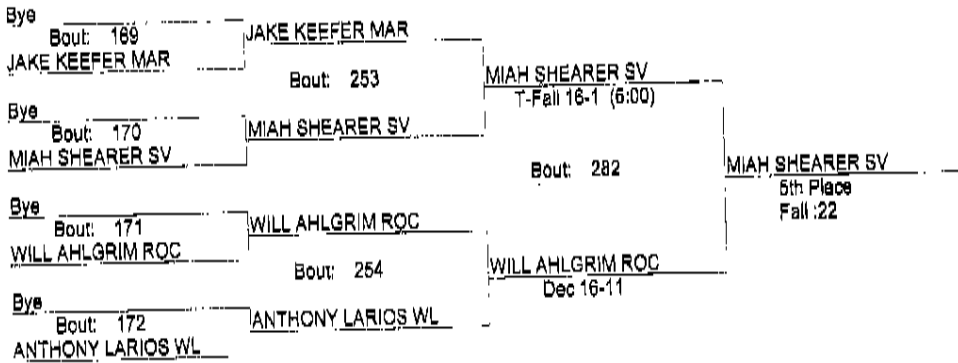 Bye
Bout: 169
JAKE KEEFER MAR
JAKE KEEFER MAR
Bout: 253
Bye
Bout: 170
MIAH SHEARER SV
MIAH SHEARER SV
MIAH SHEARER SV
T-Fall 16-1 (5:00)
Bout: 282
MIAH SHEARER SV
5th Place
Fall :22
Bye
Bout: 171
WILL AHLGRIM ROC
WILL AHLGRIM ROC
Bout: 254
WILL AHLGRIM ROC
Dec 16-11
Bye
Bout: 172
ANTHONY LARIOS WL
ANTHONY LARIOS WL